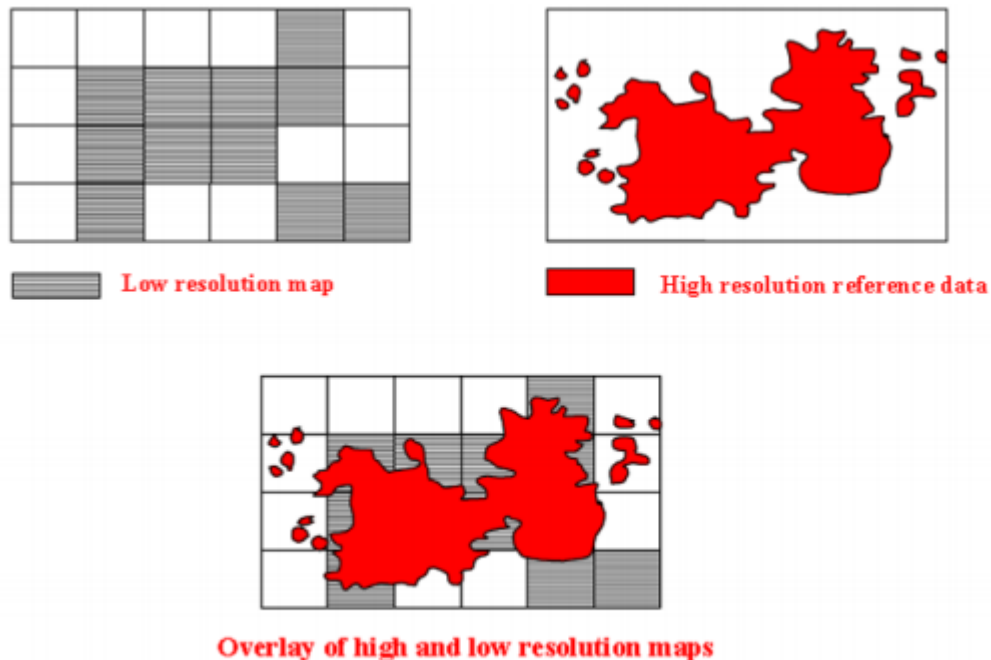 Low resolution map
High resolution reference data
Overlay of high and low resolution maps